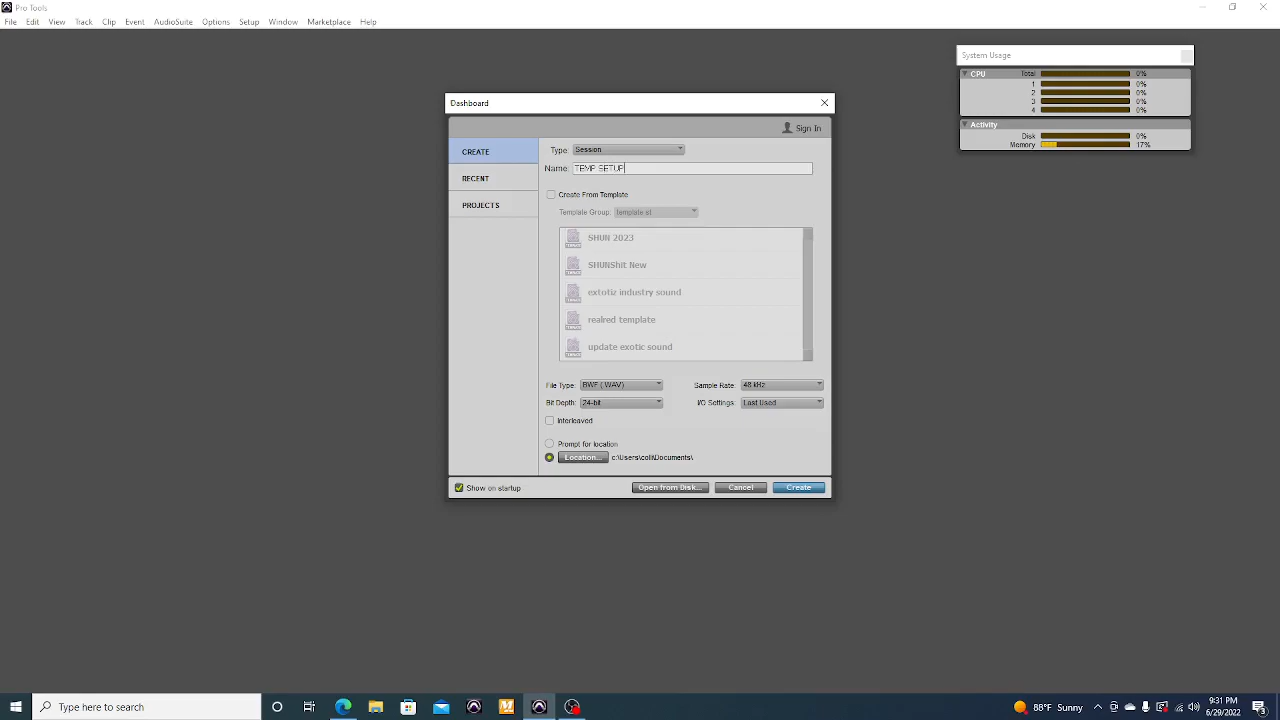 Pro Tools
File Edit View Track Clip Event AudioSuite Options Setup Window Marketplace Help
System Usage
CPU Total 0%
1 0%
2 0%
3 0%
4 0%
Activity
Disk 0%
Memory 17%
Dashboard
Sign In
CREATE
RECENT
PROJECTS
Type: Session
Name: TEMP SETUP
Create From Template
Template Group: template st
SHUN 2023
SHUNShit New
extotiz industry sound
realred template
update exotic sound
File Type: BWF (.WAV) Sample Rate: 48 kHz
Bit Depth: 24-bit I/O Settings: Last Used
Interleaved
Prompt for location
Location... c:\Users\colli\Documents\
Show on startup Open from Disk... Cancel Create
Type here to search
88°F Sunny
9:31 PM
6/29/2022